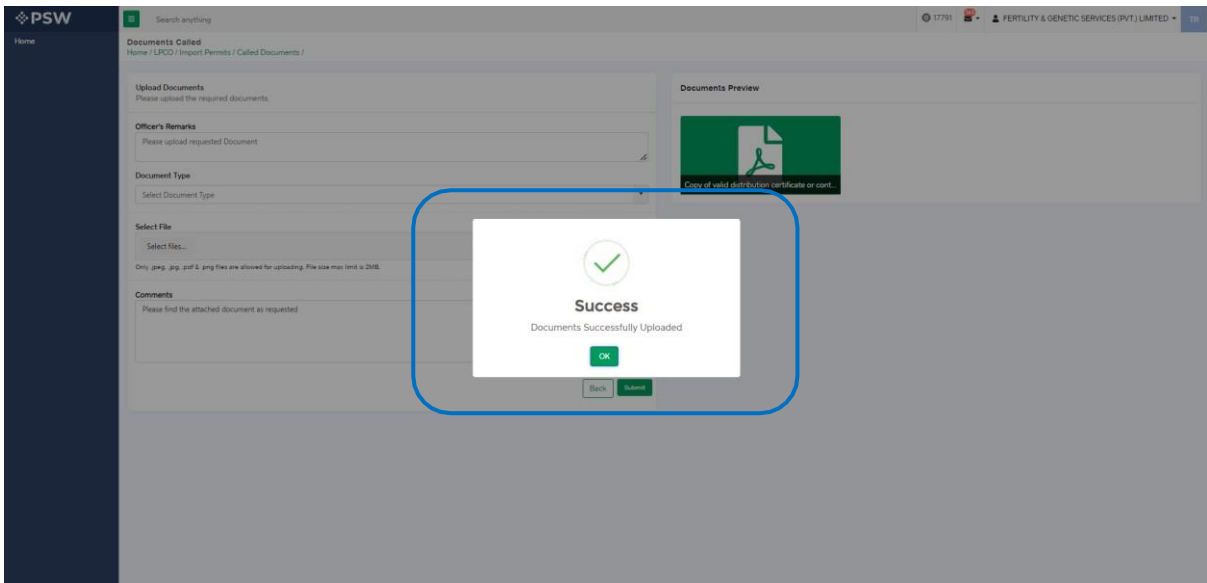 PSW
Search anything
17791
FERTILITY & GENETIC SERVICES (PVT.) LIMITED
TR
Home
Documents Called
Home / LPCO / Import Permits / Called Documents /
Upload Documents
Please upload the required documents.
Officer's Remarks
Please upload requested Document
Document Type
Select Document Type
Select File
Select files...
Only .jpeg, .jpg, .pdf & .png files are allowed for uploading. File size max limit is 2MB.
Comments
Please find the attached document as requested
Back
Submit
Documents Preview
Copy of valid distribution certificate or cont...
Success
Documents Successfully Uploaded
OK